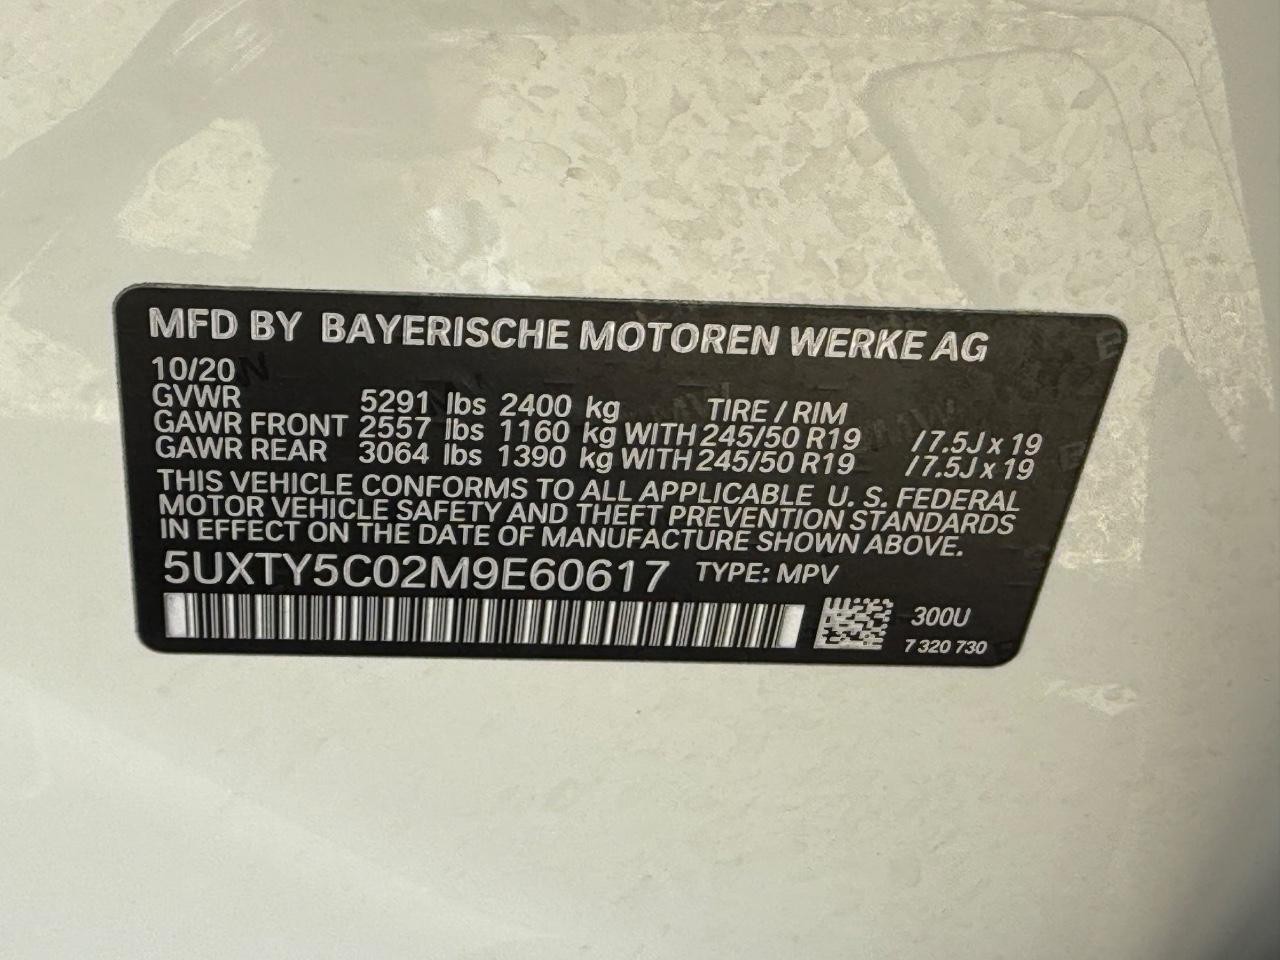 MFD BY BAYERISCHE MOTOREN WERKE AG
10/20
GVWR 5291 lbs 2400 kg TIRE / RIM
GAWR FRONT 2557 lbs 1160 kg WITH 245/50 R19 / 7.5J x 19
GAWR REAR 3064 lbs 1390 kg WITH 245/50 R19 / 7.5J x 19
THIS VEHICLE CONFORMS TO ALL APPLICABLE U. S. FEDERAL
MOTOR VEHICLE SAFETY AND THEFT PREVENTION STANDARDS
IN EFFECT ON THE DATE OF MANUFACTURE SHOWN ABOVE.
5UXTY5C02M9E60617 TYPE: MPV
300U
7 320 730